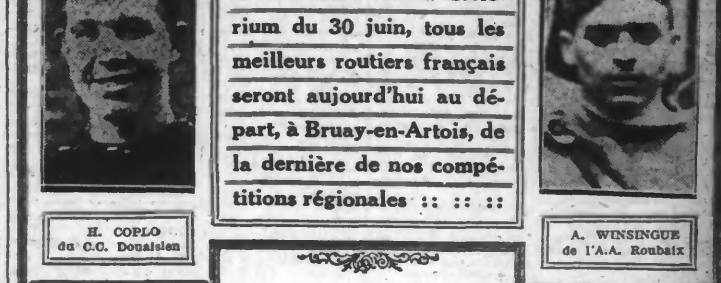 rium du 30 juin, tous les
meilleurs routiers français
seront aujourd'hui au dé-
part, à Bruay-en-Artois, de
la dernière de nos compé-
titions régionales :: :: ::
H. COPLO
du C.C. Douaisien
A. WINSINGUE
de l'A.A. Roubaix